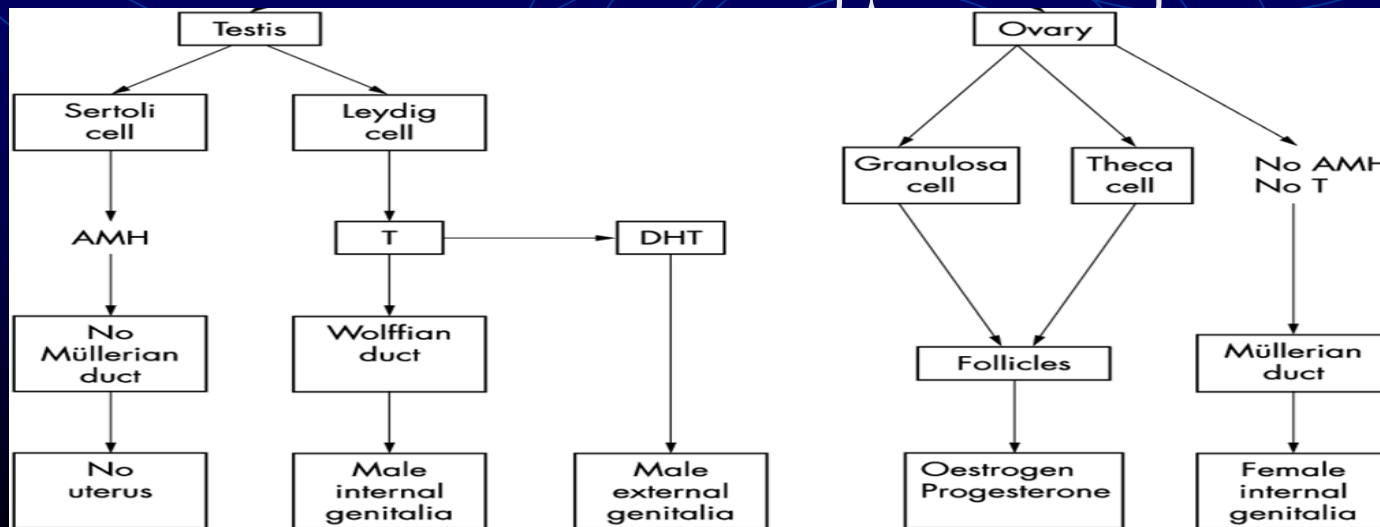 Testis
Ovary
Sertoli
cell
Leydig
cell
Granulosa
cell
Theca
cell
No AMH
No T
AMH
T
DHT
No
Müllerian
duct
Wolffian
duct
Follicles
Müllerian
duct
No
uterus
Male
internal
genitalia
Male
external
genitalia
Oestrogen
Progesterone
Female
internal
genitalia